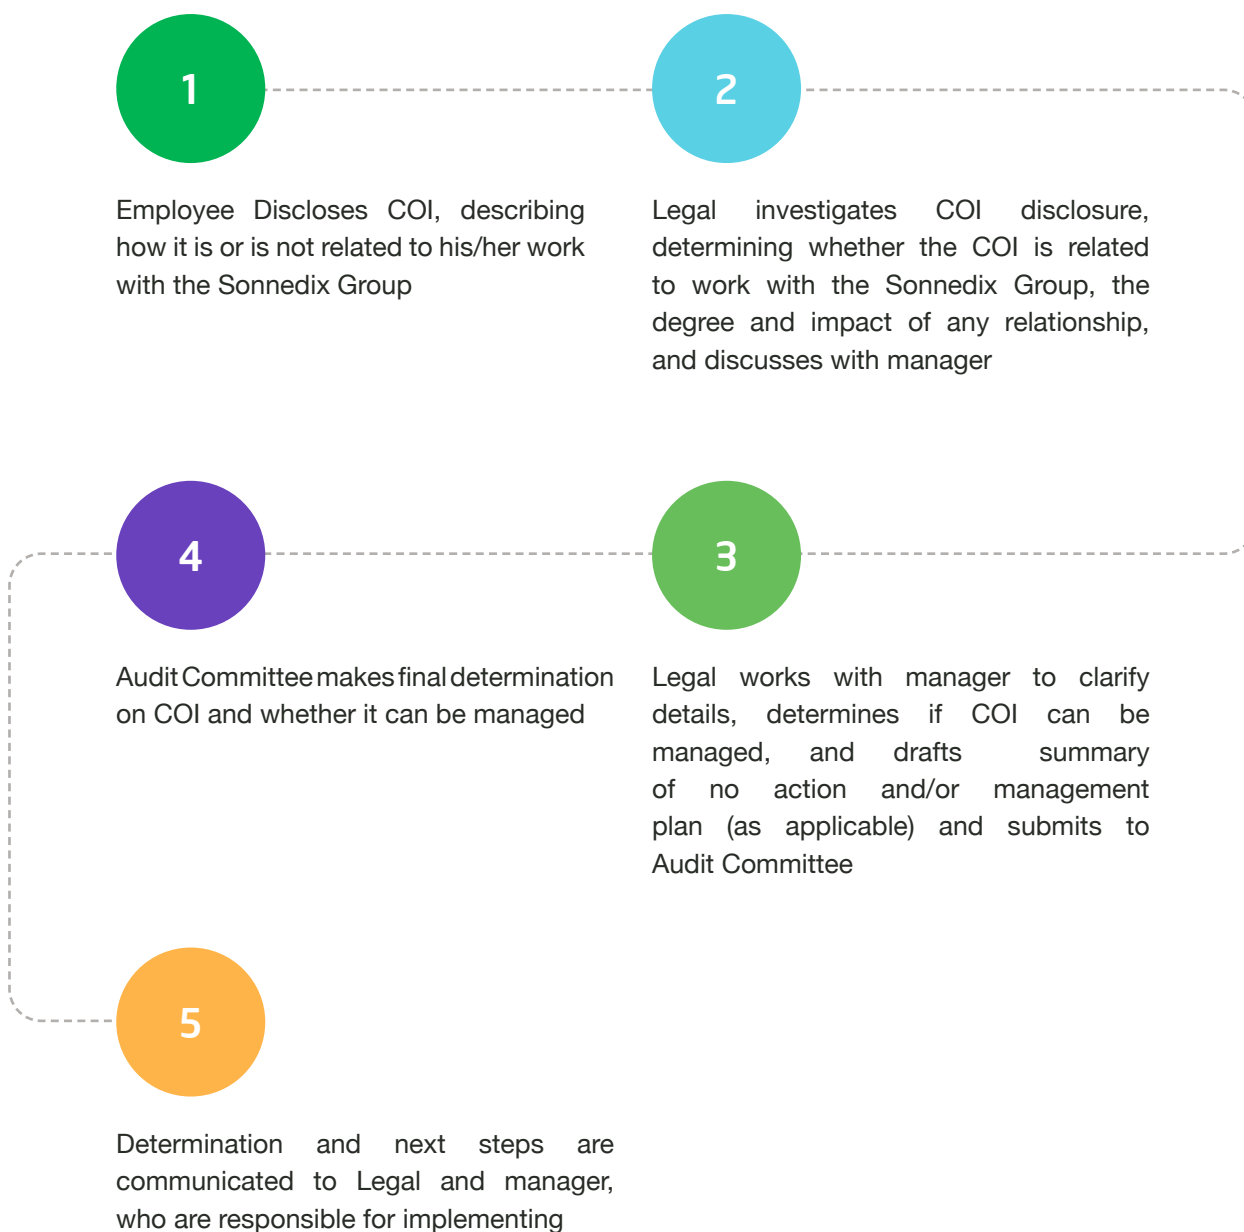 1
Employee Discloses COI, describing
how it is or is not related to his/her work
with the Sonnedix Group
2
Legal investigates COI disclosure,
determining whether the COI is related
to work with the Sonnedix Group, the
degree and impact of any relationship,
and discusses with manager
3
Legal works with manager to clarify
details, determines if COI can be
managed, and drafts summary
of no action and/or management
plan (as applicable) and submits to
Audit Committee
4
Audit Committee makes final determination
on COI and whether it can be managed
5
Determination and next steps are
communicated to Legal and manager,
who are responsible for implementing